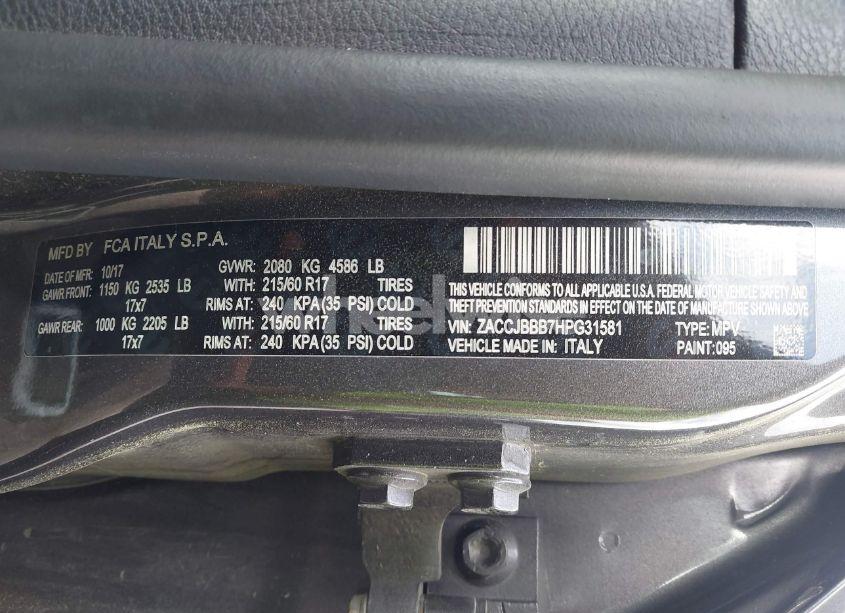 MFD BY FCA ITALY S.P.A.
DATE OF MFR: 10/17 GVWR: 2080 KG 4586 LB
GAWR FRONT: 1150 KG 2535 LB WITH: 215/60 R17 TIRES
17x7 RIMS AT: 240 KPA (35 PSI) COLD
GAWR REAR: 1000 KG 2205 LB WITH: 215/60 R17 TIRES
17x7 RIMS AT: 240 KPA (35 PSI) COLD
THIS VEHICLE CONFORMS TO ALL APPLICABLE U.S.A. FEDERAL MOTOR VEHICLE SAFETY AND
THEFT PREVENTION STANDARDS IN EFFECT ON THE DATE OF MANUFACTURE SHOWN ABOVE.
VIN: ZACCJBBB7HPG31581 TYPE: MPV
VEHICLE MADE IN: ITALY PAINT: 095